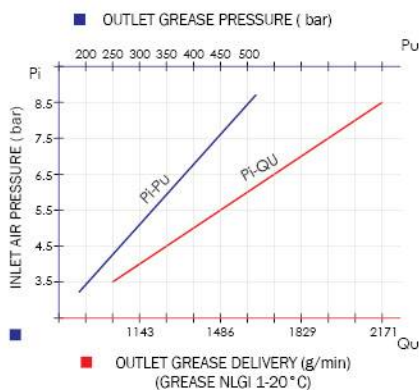 OUTLET GREASE PRESSURE ( bar)
Pu
200 250 300 350 400 450 500
Pi
8.5
7.5
6.5
5.5
4.5
3.5
INLET AIR PRESSURE ( bar)
Pi-PU
Pi-QU
1143 1486 1829 2171
Qu
OUTLET GREASE DELIVERY (g/min)
(GREASE NLGI 1-20°C)